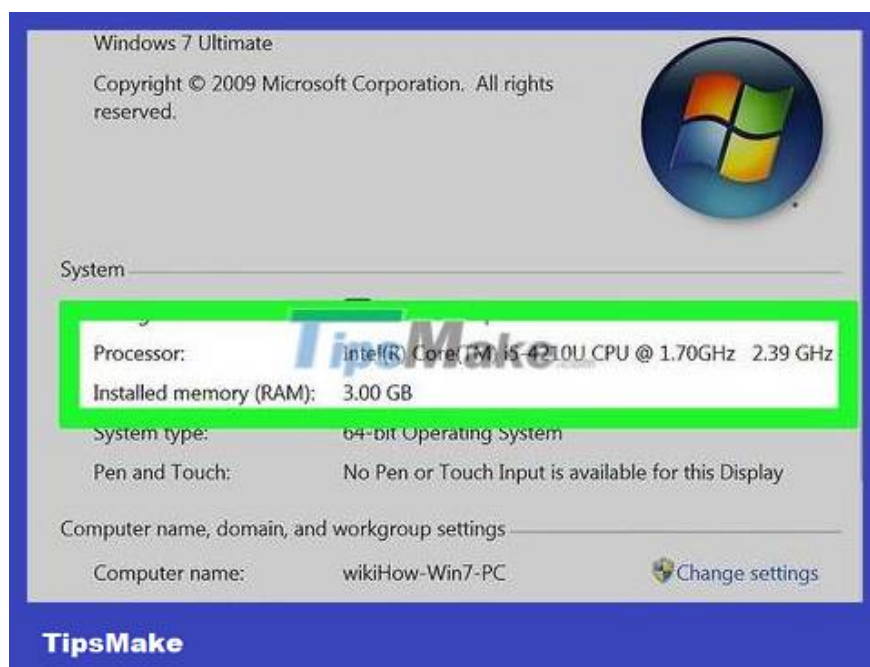 Windows 7 Ultimate
Copyright © 2009 Microsoft Corporation. All rights
reserved.
System
TipsMake.com
Processor: Intel(R) Core(TM) i5-4210U CPU @ 1.70GHz 2.39 GHz
Installed memory (RAM): 3.00 GB
System type: 64-bit Operating System
Pen and Touch: No Pen or Touch Input is available for this Display
Computer name, domain, and workgroup settings
Computer name: wikiHow-Win7-PC Change settings
TipsMake